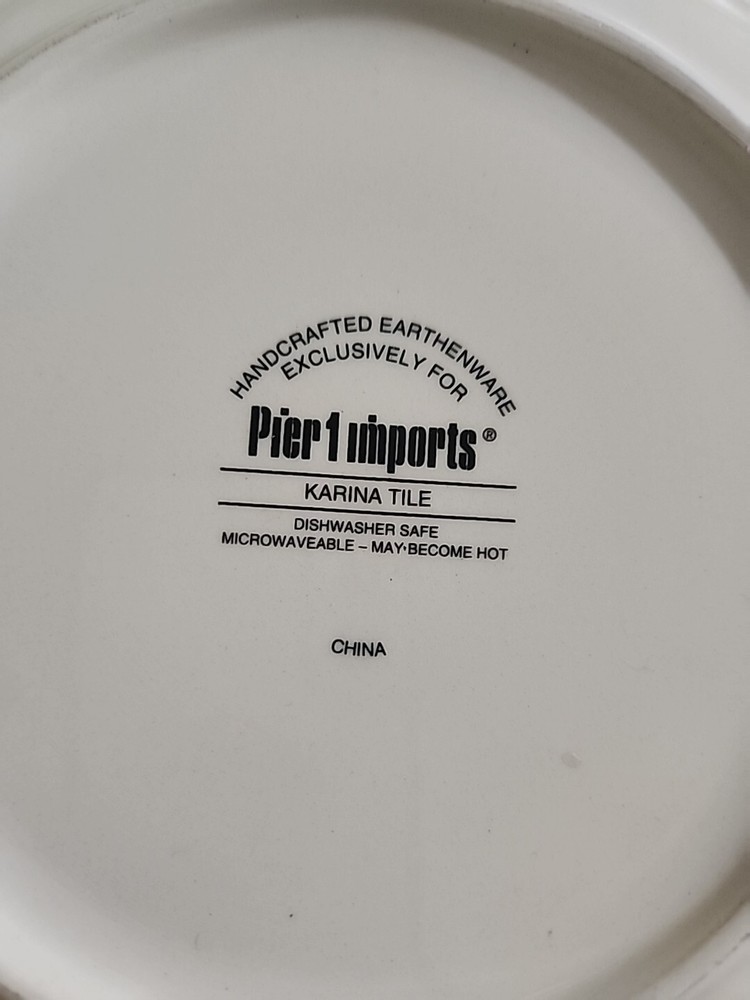 HANDCRAFTED EARTHENWARE
EXCLUSIVELY FOR
Pier 1 imports®
KARINA TILE
DISHWASHER SAFE
MICROWAVEABLE – MAY BECOME HOT
CHINA